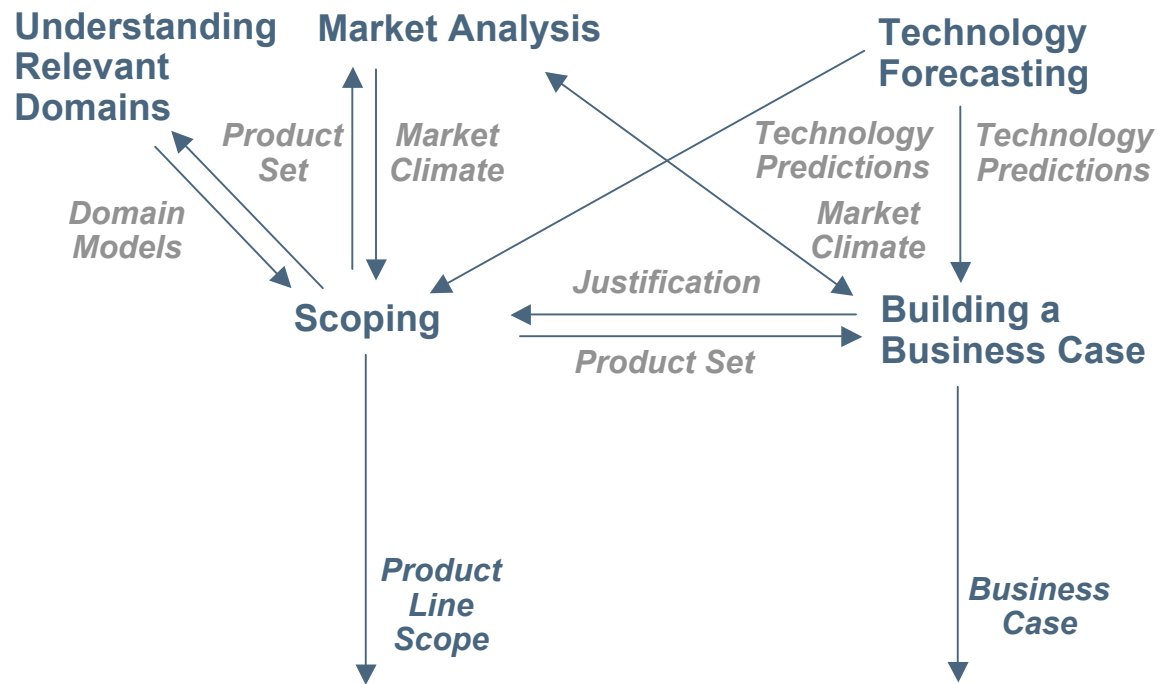 Understanding
Relevant
Domains
Market Analysis
Technology
Forecasting
Product
Set
Market
Climate
Technology
Predictions
Technology
Predictions
Domain
Models
Market
Climate
Justification
Scoping
Building a
Business Case
Product Set
Product
Line
Scope
Business
Case